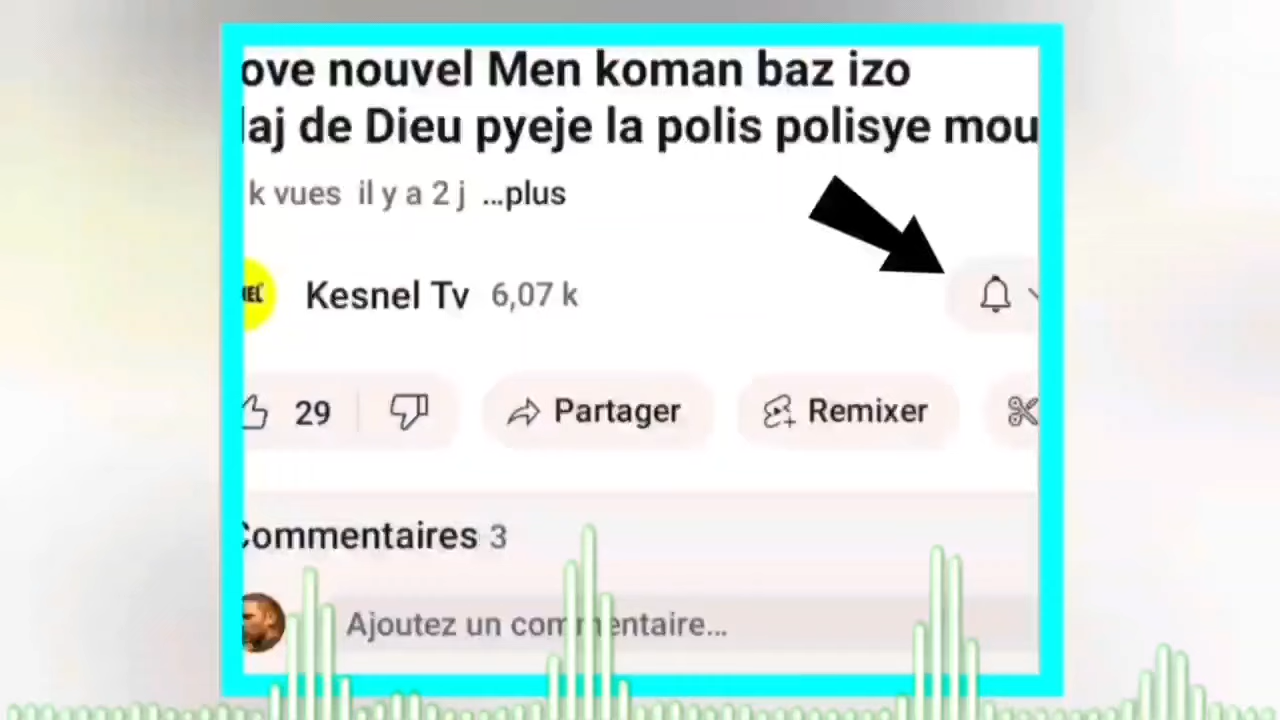 ove nouvel Men koman baz izo
laj de Dieu pyeje la polis polisye mou
k vues il y a 2 j ...plus
Kesnel Tv 6,07 k
29
Partager
Remixer
Commentaires 3
Ajoutez un commentaire...